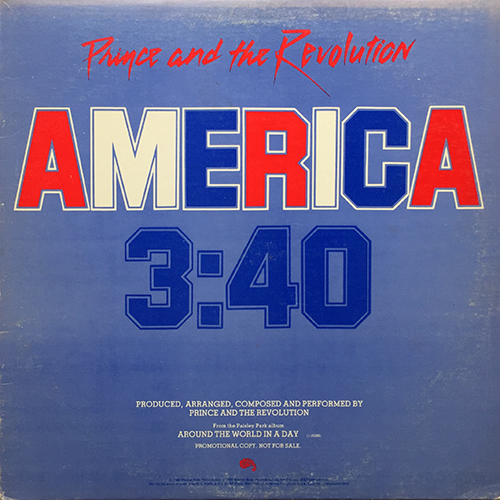 Prince and the Revolution
AMERICA
3:40
PRODUCED, ARRANGED, COMPOSED AND PERFORMED BY
PRINCE AND THE REVOLUTION
From the Paisley Park album
AROUND THE WORLD IN A DAY
PROMOTIONAL COPY. NOT FOR SALE.